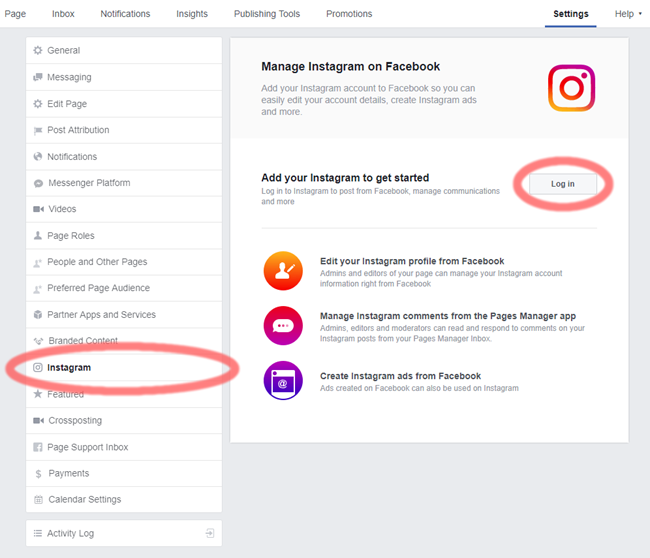 Page Inbox Notifications Insights Publishing Tools Promotions Settings Help
General
Messaging
Edit Page
Post Attribution
Notifications
Messenger Platform
Videos
Page Roles
People and Other Pages
Preferred Page Audience
Partner Apps and Services
Branded Content
Instagram
Featured
Crossposting
Page Support Inbox
Payments
Calendar Settings
Activity Log
Manage Instagram on Facebook
Add your Instagram account to Facebook so you can
easily edit your account details, create Instagram ads
and more.
Add your Instagram to get started
Log in to Instagram to post from Facebook, manage communications
and more
Log in
Edit your Instagram profile from Facebook
Admins and editors of your page can manage your Instagram account
information right from Facebook
Manage Instagram comments from the Pages Manager app
Admins, editors and moderators can read and respond to comments on your
Instagram posts from your Pages Manager Inbox.
Create Instagram ads from Facebook
Ads created on Facebook can also be used on Instagram